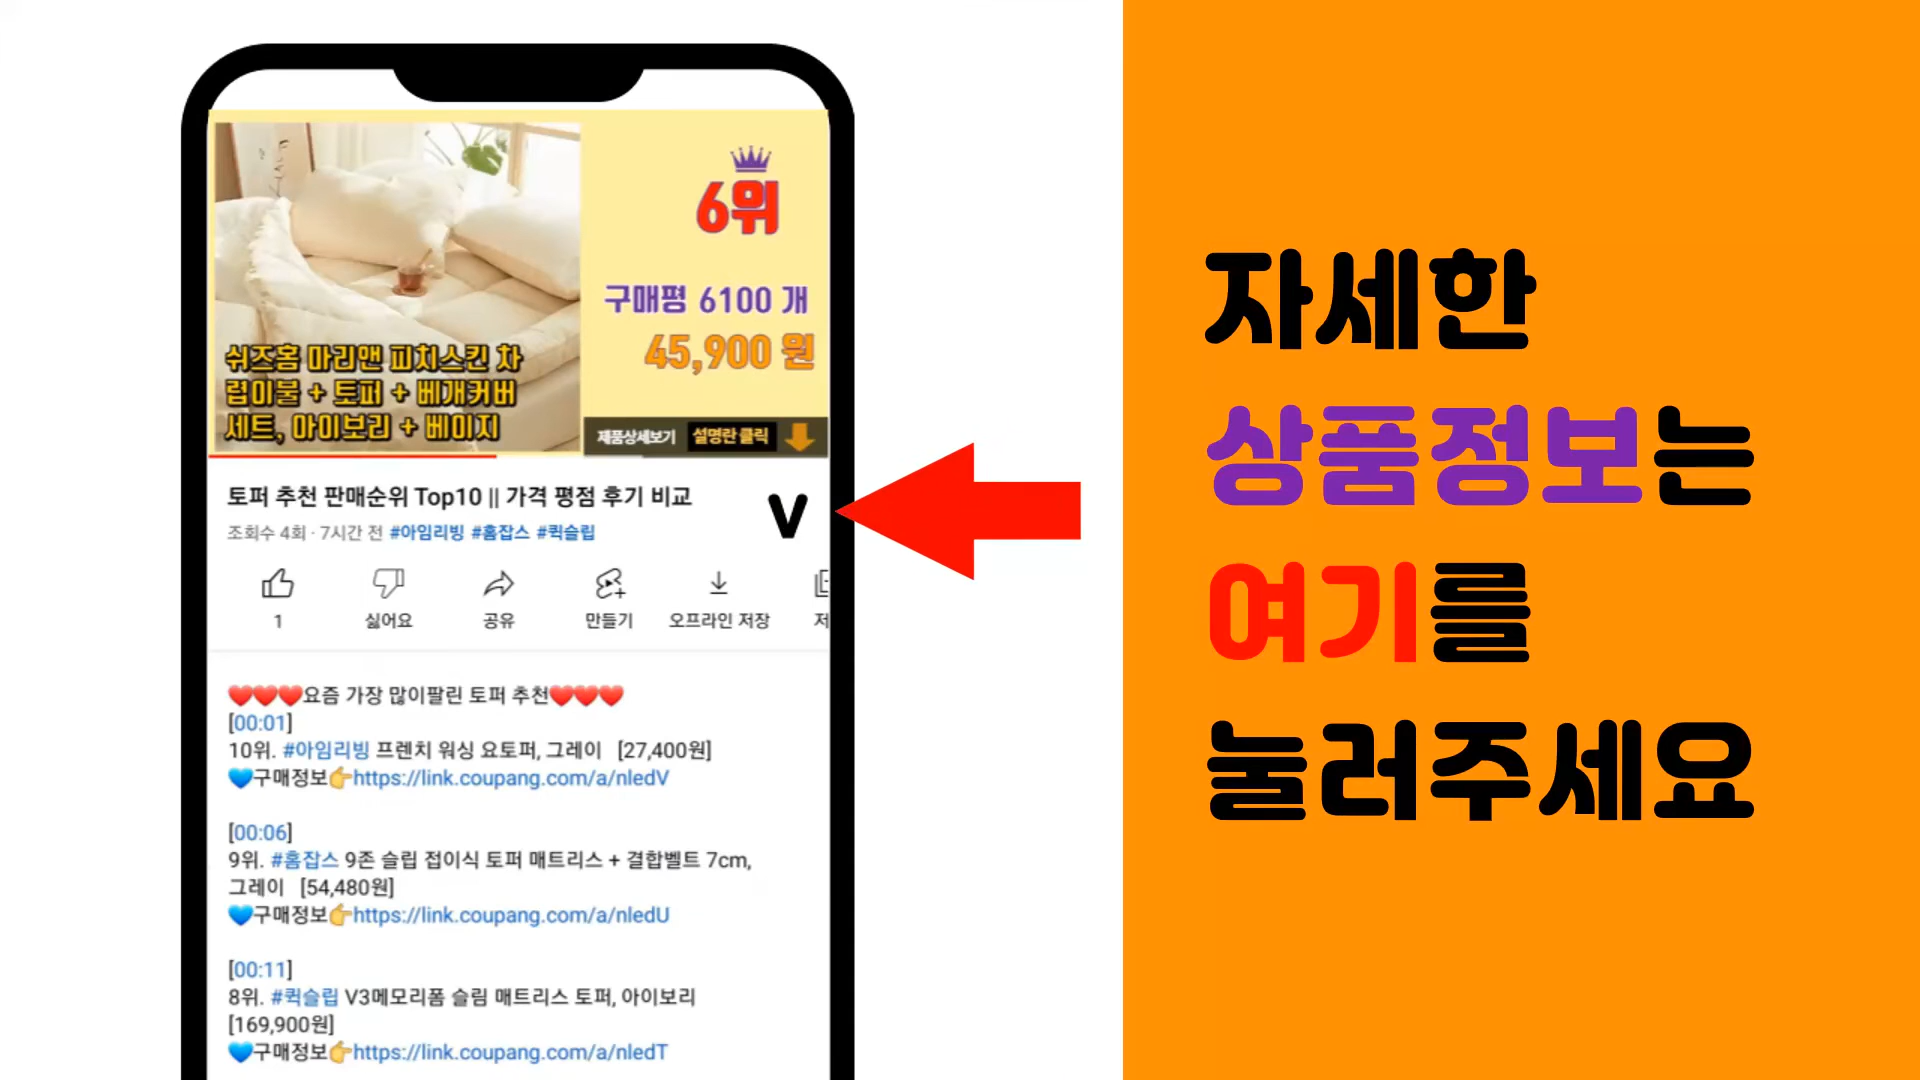 6위
구매평 6100 개
45,900 원
쉬즈홈 마리앤 피치스킨 차
렵이불 + 토퍼 + 베개커버
세트, 아이보리 + 베이지
제품상세보기 설명란 클릭
토퍼 추천 판매순위 Top10 || 가격 평점 후기 비교
V
조회수 4회 · 7시간 전 #아임리빙 #홈잡스 #퀵슬립
1 싫어요 공유 만들기 오프라인 저장 저
❤❤❤요즘 가장 많이팔린 토퍼 추천❤❤❤
[00:01]
10위. #아임리빙 프렌치 워싱 요토퍼, 그레이 [27,400원]
💙구매정보👉https://link.coupang.com/a/nledV
[00:06]
9위. #홈잡스 9존 슬립 접이식 토퍼 매트리스 + 결합벨트 7cm,
그레이 [54,480원]
💙구매정보👉https://link.coupang.com/a/nledU
[00:11]
8위. #퀵슬립 V3메모리폼 슬림 매트리스 토퍼, 아이보리
[169,900원]
💙구매정보👉https://link.coupang.com/a/nledT
자세한
상품정보는
여기를
눌러주세요